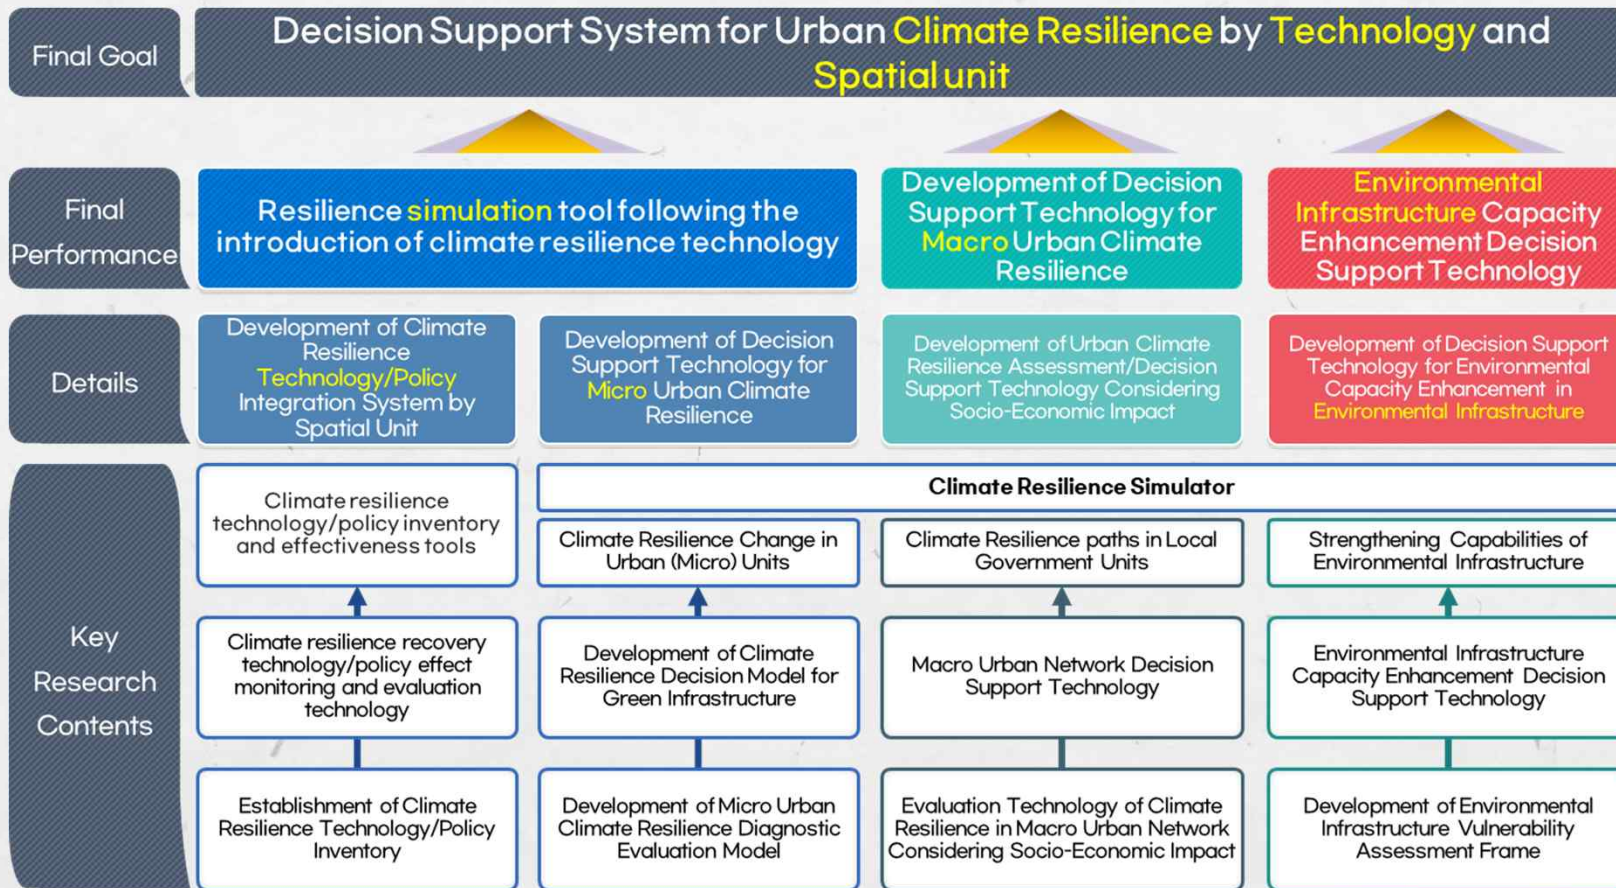 Final Goal
Decision Support System for Urban Climate Resilience by Technology and
Spatial unit
Final
Performance
Resilience simulation tool following the
introduction of climate resilience technology
Development of Decision
Support Technology for
Macro Urban Climate
Resilience
Environmental
Infrastructure Capacity
Enhancement Decision
Support Technology
Details
Development of Climate
Resilience
Technology/Policy
Integration System by
Spatial Unit
Development of Decision
Support Technology for
Micro Urban Climate
Resilience
Development of Urban Climate
Resilience Assessment/Decision
Support Technology Considering
Socio-Economic Impact
Development of Decision Support
Technology for Environmental
Capacity Enhancement in
Environmental Infrastructure
Key
Research
Contents
Climate resilience
technology/policy inventory
and effectiveness tools
Climate Resilience Simulator
Climate Resilience Change in
Urban (Micro) Units
Climate Resilience paths in Local
Government Units
Strengthening Capabilities of
Environmental Infrastructure
Climate resilience recovery
technology/policy effect
monitoring and evaluation
technology
Development of Climate
Resilience Decision Model for
Green Infrastructure
Macro Urban Network Decision
Support Technology
Environmental Infrastructure
Capacity Enhancement Decision
Support Technology
Establishment of Climate
Resilience Technology/Policy
Inventory
Development of Micro Urban
Climate Resilience Diagnostic
Evaluation Model
Evaluation Technology of Climate
Resilience in Macro Urban Network
Considering Socio-Economic Impact
Development of Environmental
Infrastructure Vulnerability
Assessment Frame